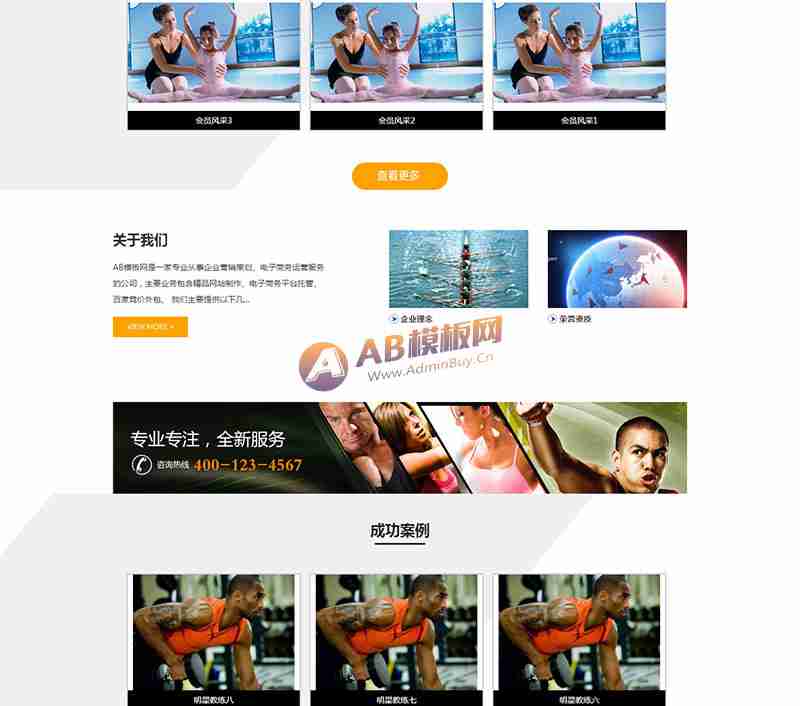 会员风采3
会员风采2
会员风采1
查看更多
关于我们
AB模板网是一家专业从事企业营销策划、电子商务运营服务
的公司，主要业务包含精品网站制作、电子商务平台托管、
百度竞价外包。 我们主要提供以下几...
VIEW MORE +
企业理念
荣誉资质
AB模板网
Www.AdminBuy.Cn
专业专注，全新服务
咨询热线 400-123-4567
成功案例
明星教练八
明星教练七
明星教练六